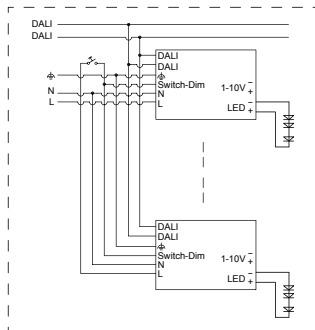 DALI
DALI
DALI
DALI
Switch-Dim
N
N
L
L
1-10V -
+
LED -
+
DALI
DALI
Switch-Dim
N
L
1-10V -
+
LED -
+